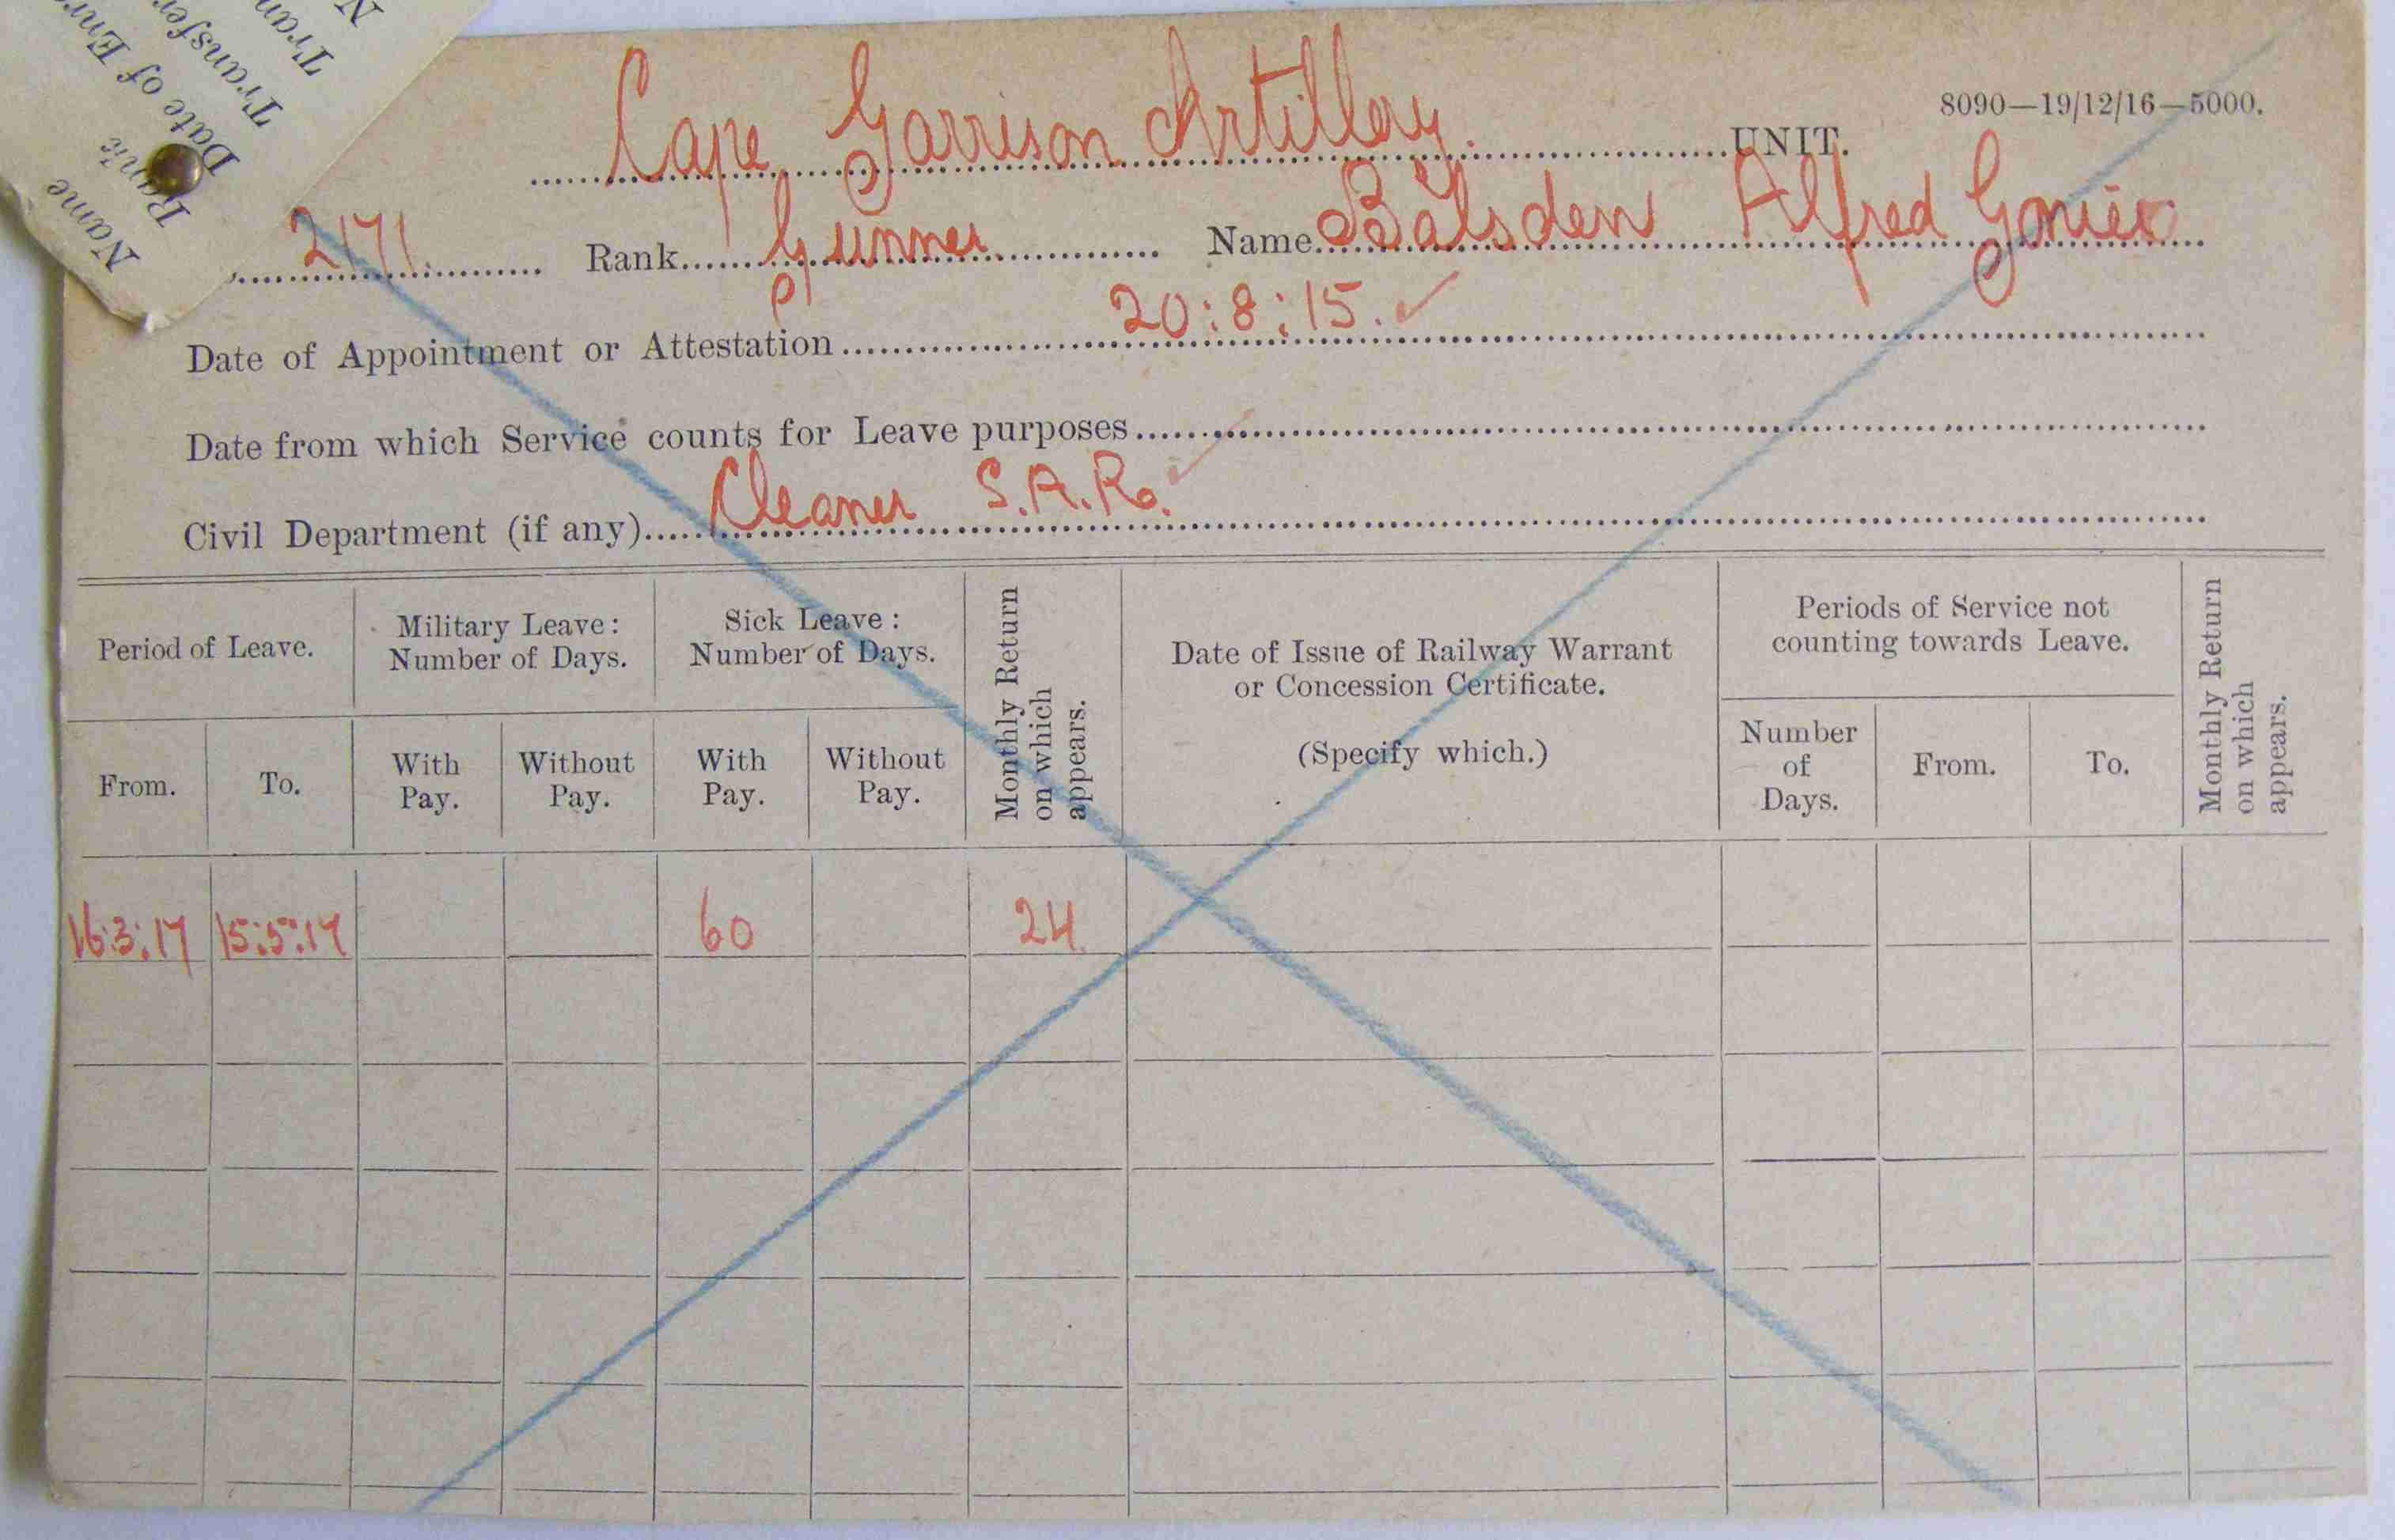 Name
Rank
Date of Enr
Transfer
Tran
N
8090—19/12/16—5000.
Cape Garrison Artillery. UNIT.
2171. Rank Gunner Name Balsden Alfred
Date of Appointment or Attestation 20:8:15. ✓
Date from which Service counts for Leave purposes ✓
Civil Department (if any) Cleaner S.A.R.
Period of Leave.
Military Leave:
Number of Days.
Sick Leave:
Number of Days.
Monthly Return
on which
appears.
Date of Issue of Railway Warrant
or Concession Certificate.
(Specify which.)
Periods of Service not
counting towards Leave.
Monthly Return
on which
appears.
From. To. With Pay. Without Pay. With Pay. Without Pay. Number of Days. From. To.
16:3:17 15:5:17 60 24.